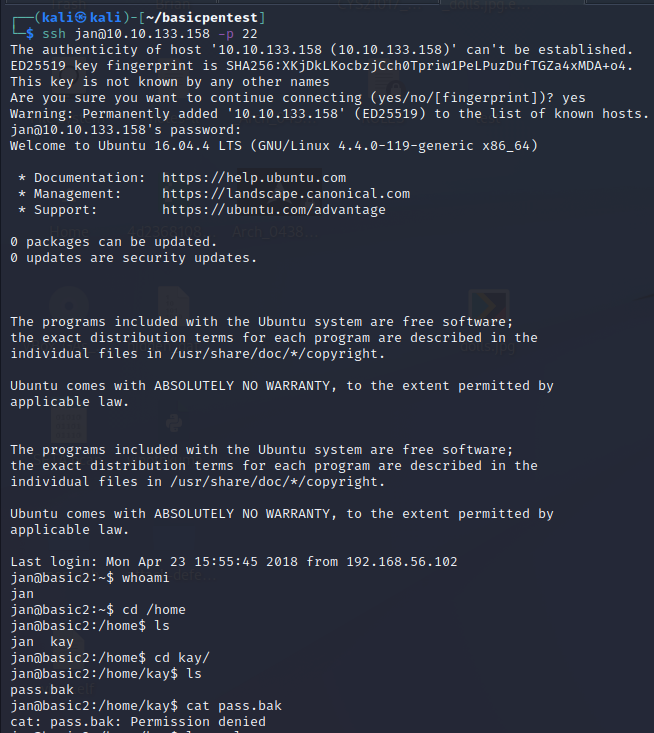 ┌──(kali㉿kali)-[~/basicpentest]
└─$ ssh jan@10.10.133.158 -p 22
The authenticity of host '10.10.133.158 (10.10.133.158)' can't be established.
ED25519 key fingerprint is SHA256:XKjDkLKocbzjCch0Tpriw1PeLPuzDufTGZa4xMDA+o4.
This key is not known by any other names
Are you sure you want to continue connecting (yes/no/[fingerprint])? yes
Warning: Permanently added '10.10.133.158' (ED25519) to the list of known hosts.
jan@10.10.133.158's password:
Welcome to Ubuntu 16.04.4 LTS (GNU/Linux 4.4.0-119-generic x86_64)
* Documentation:  https://help.ubuntu.com
* Management:     https://landscape.canonical.com
* Support:        https://ubuntu.com/advantage
0 packages can be updated.
0 updates are security updates.
The programs included with the Ubuntu system are free software;
the exact distribution terms for each program are described in the
individual files in /usr/share/doc/*/copyright.
Ubuntu comes with ABSOLUTELY NO WARRANTY, to the extent permitted by
applicable law.
The programs included with the Ubuntu system are free software;
the exact distribution terms for each program are described in the
individual files in /usr/share/doc/*/copyright.
Ubuntu comes with ABSOLUTELY NO WARRANTY, to the extent permitted by
applicable law.
Last login: Mon Apr 23 15:55:45 2018 from 192.168.56.102
jan@basic2:~$ whoami
jan
jan@basic2:~$ cd /home
jan@basic2:/home$ ls
jan  kay
jan@basic2:/home$ cd kay/
jan@basic2:/home/kay$ ls
pass.bak
jan@basic2:/home/kay$ cat pass.bak
cat: pass.bak: Permission denied